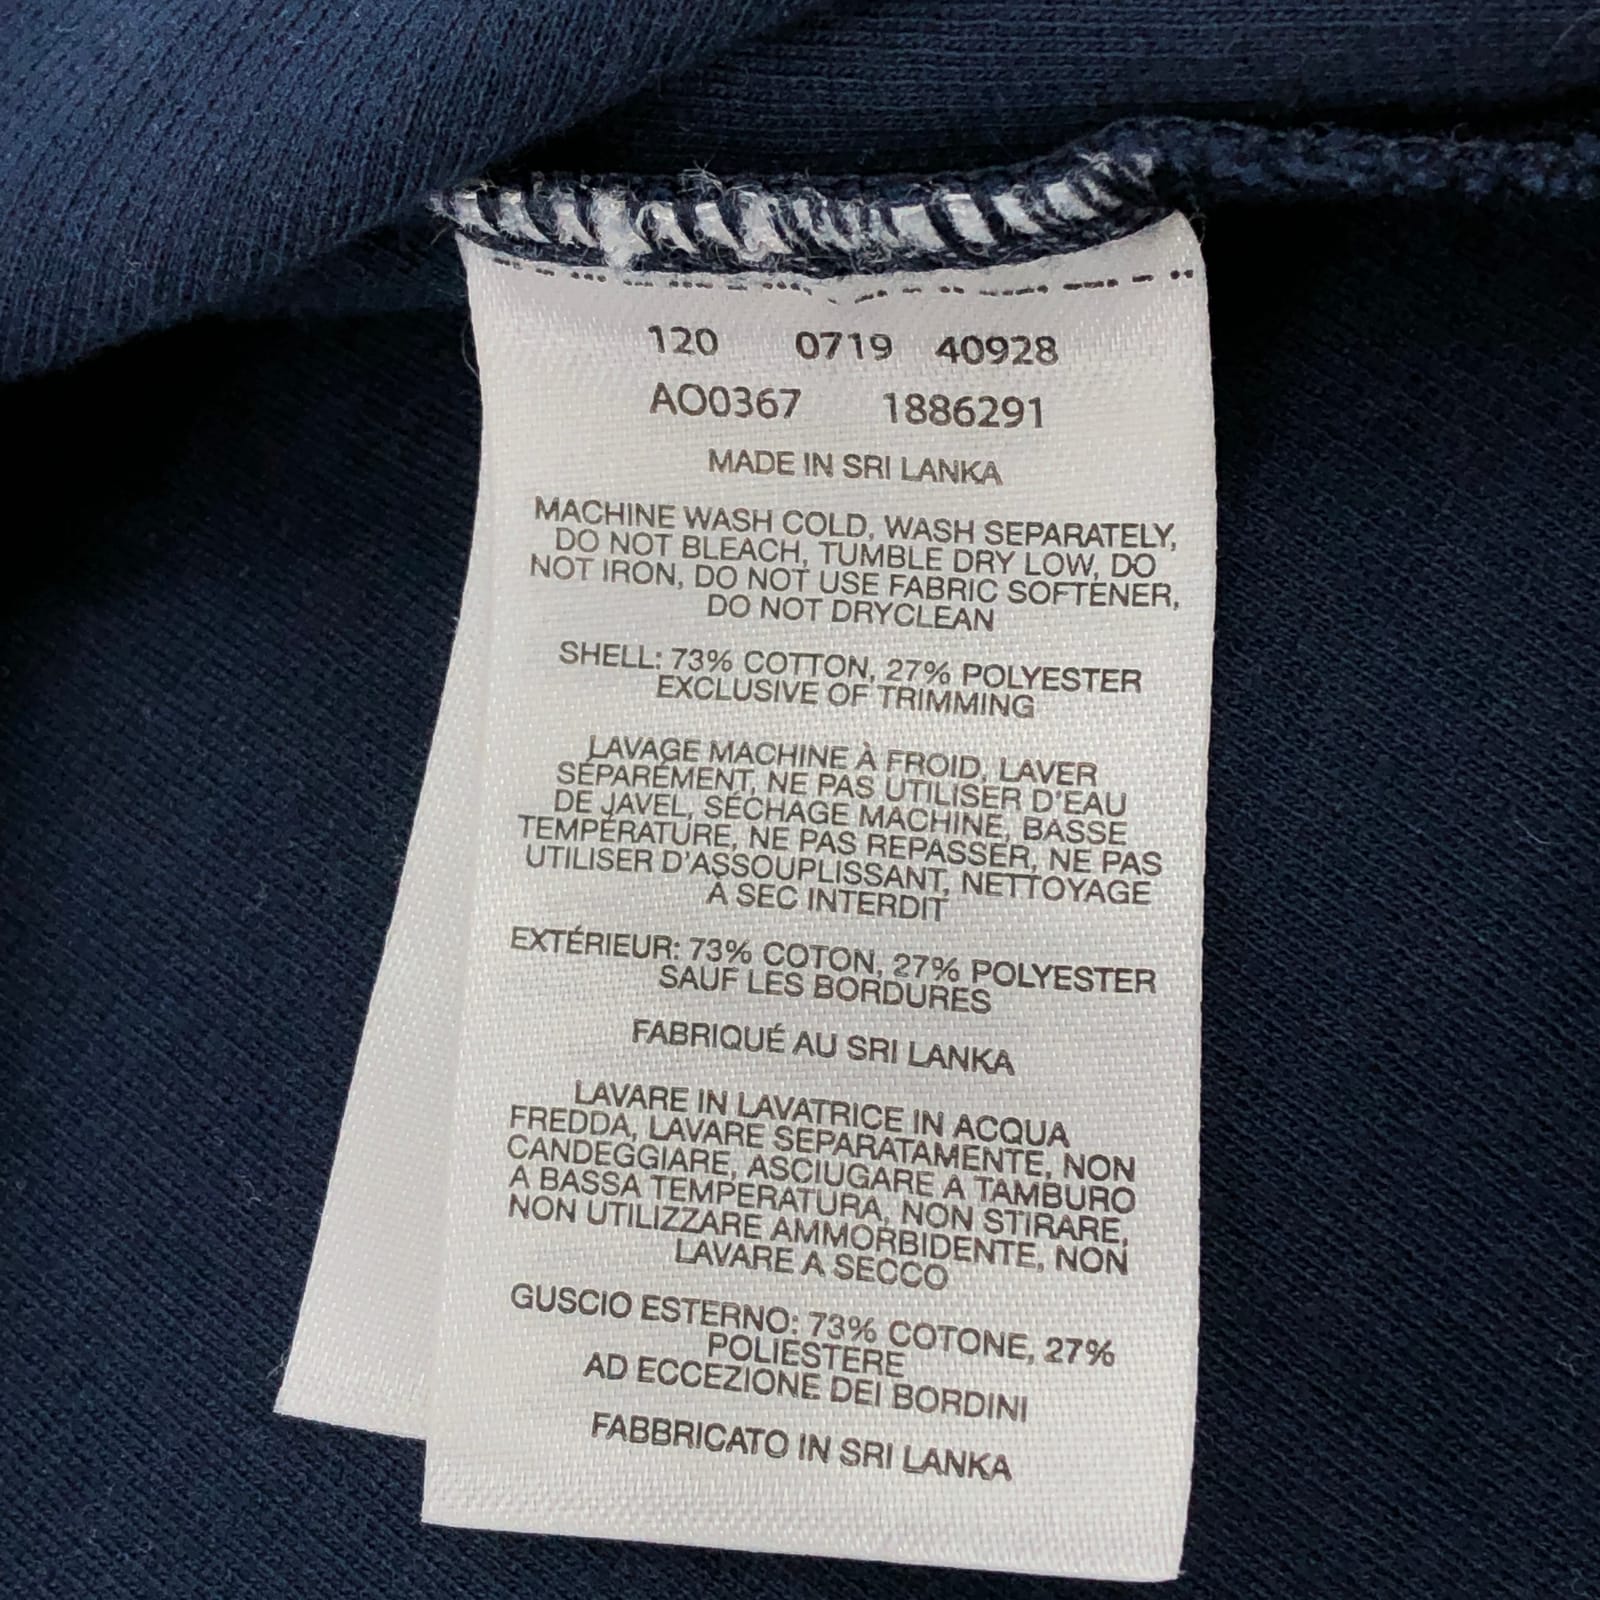 120 0719 40928
AO0367 1886291
MADE IN SRI LANKA
MACHINE WASH COLD, WASH SEPARATELY,
DO NOT BLEACH, TUMBLE DRY LOW, DO
NOT IRON, DO NOT USE FABRIC SOFTENER,
DO NOT DRYCLEAN
SHELL: 73% COTTON, 27% POLYESTER
EXCLUSIVE OF TRIMMING
LAVAGE MACHINE À FROID, LAVER
SÉPARÉMENT, NE PAS UTILISER D'EAU
DE JAVEL, SÉCHAGE MACHINE, BASSE
TEMPÉRATURE, NE PAS REPASSER, NE PAS
UTILISER D'ASSOUPLISSANT, NETTOYAGE
À SEC INTERDIT
EXTÉRIEUR: 73% COTON, 27% POLYESTER
SAUF LES BORDURES
FABRIQUÉ AU SRI LANKA
LAVARE IN LAVATRICE IN ACQUA
FREDDA, LAVARE SEPARATAMENTE, NON
CANDEGGIARE, ASCIUGARE A TAMBURO
A BASSA TEMPERATURA, NON STIRARE,
NON UTILIZZARE AMMORBIDENTE, NON
LAVARE A SECCO
GUSCIO ESTERNO: 73% COTONE, 27%
POLIESTERE
AD ECCEZIONE DEI BORDINI
FABBRICATO IN SRI LANKA